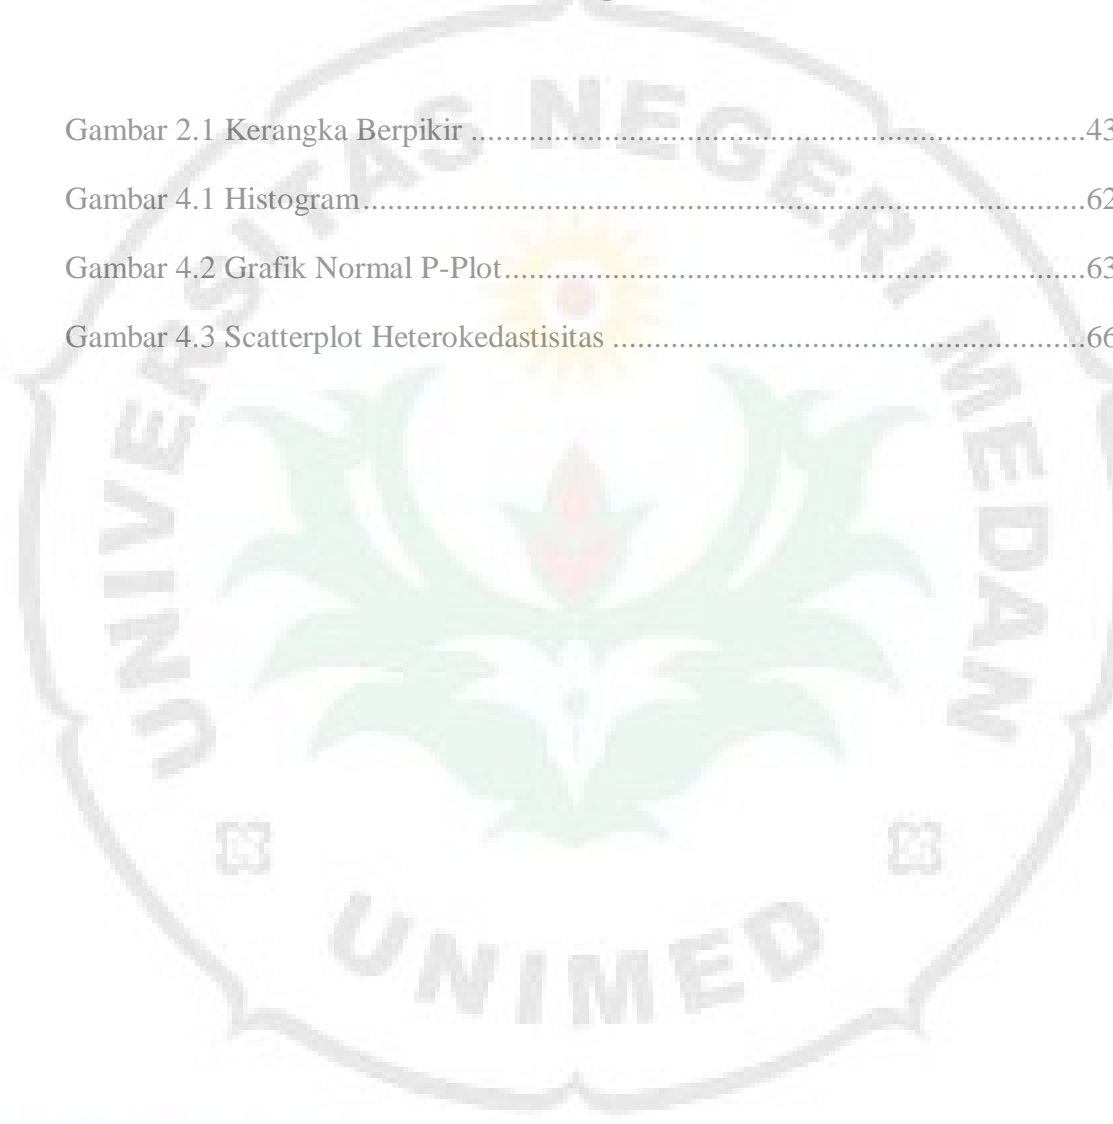 Gambar 2.1 Kerangka Berpikir ........................................................................43
Gambar 4.1 Histogram....................................................................................62
Gambar 4.2 Grafik Normal P-Plot...................................................................63
Gambar 4.3 Scatterplot Heterokedastisitas .......................................................66
UNIVERSITAS NEGERI MEDAN
UNIMED